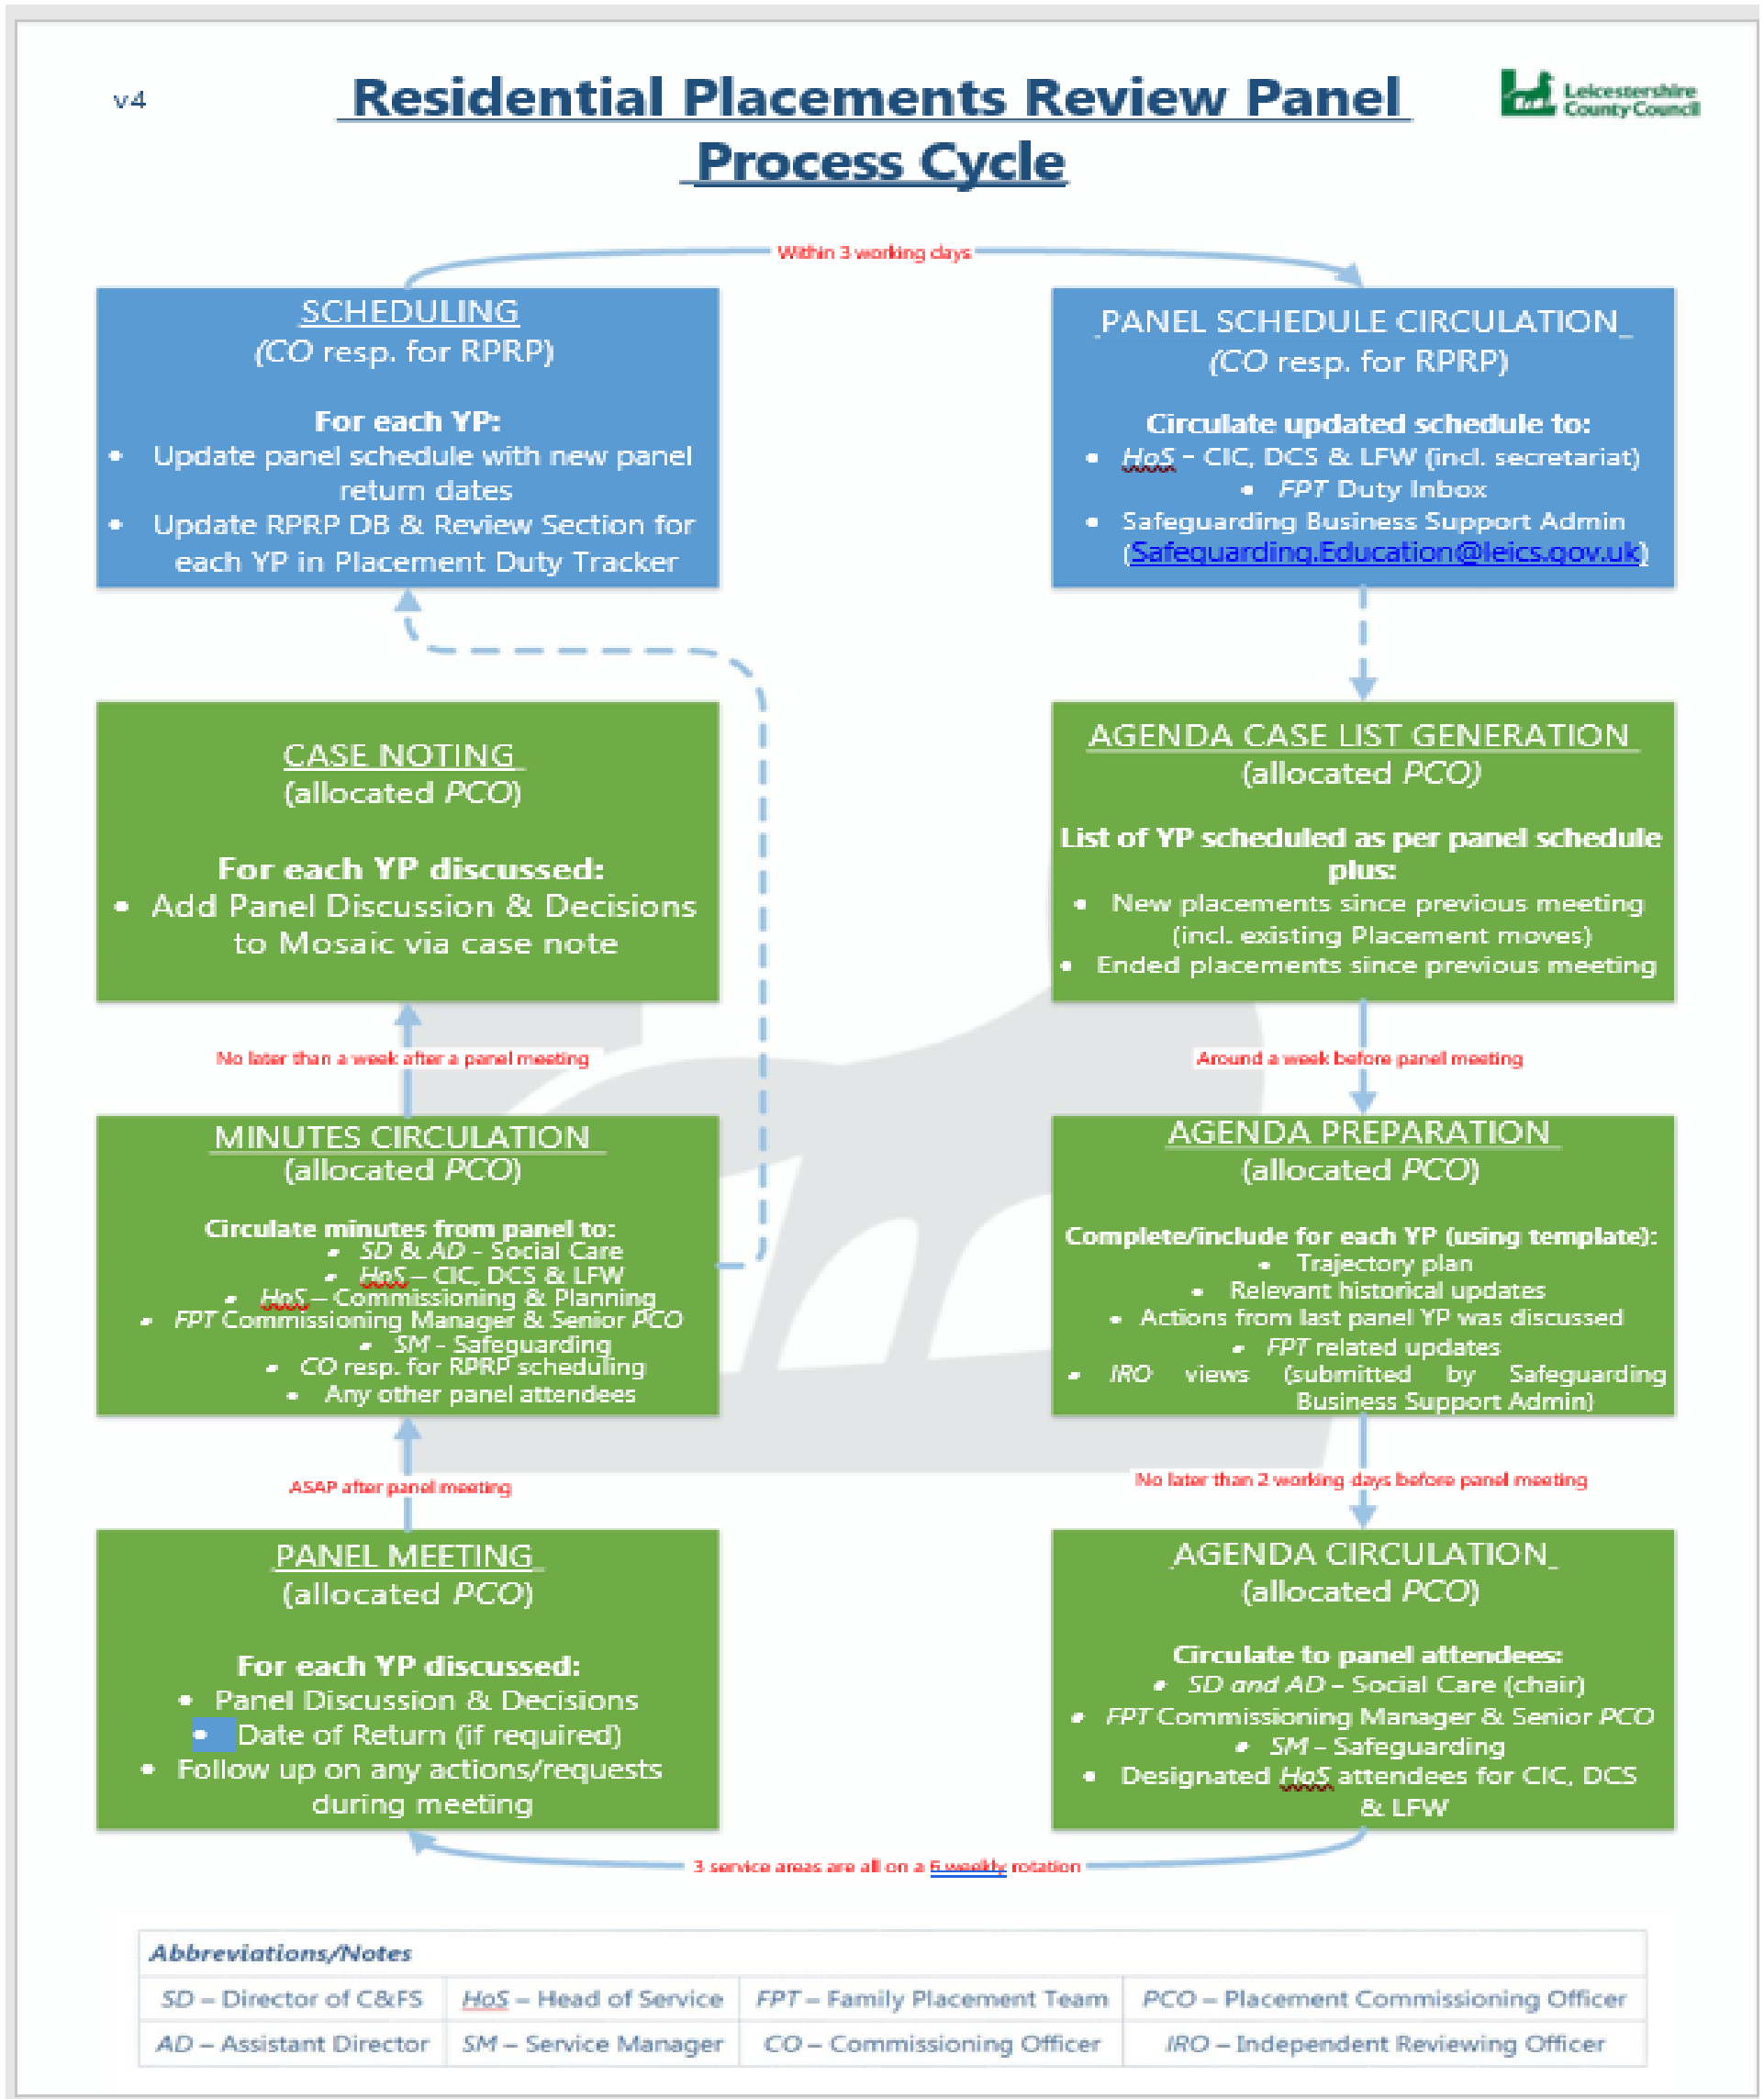 v4
Residential Placements Review Panel
Process Cycle
Leicestershire
County Council
Within 3 working days
SCHEDULING
(CO resp. for RPRP)
For each YP:
• Update panel schedule with new panel
return dates
• Update RPRP DB & Review Section for
each YP in Placement Duty Tracker
PANEL SCHEDULE CIRCULATION
(CO resp. for RPRP)
Circulate updated schedule to:
• HoS – CIC, DCS & LFW (incl. secretariat)
• FPT Duty Inbox
• Safeguarding Business Support Admin
(Safeguarding.Education@leics.gov.uk)
CASE NOTING
(allocated PCO)
For each YP discussed:
• Add Panel Discussion & Decisions
to Mosaic via case note
AGENDA CASE LIST GENERATION
(allocated PCO)
List of YP scheduled as per panel schedule
plus:
• New placements since previous meeting
(incl. existing Placement moves)
• Ended placements since previous meeting
No later than a week after a panel meeting
Around a week before panel meeting
MINUTES CIRCULATION
(allocated PCO)
Circulate minutes from panel to:
• SD & AD – Social Care
• HoS – CIC, DCS & LFW
• HoS – Commissioning & Planning
• FPT Commissioning Manager & Senior PCO
• SM - Safeguarding
• CO resp. for RPRP scheduling
• Any other panel attendees
AGENDA PREPARATION
(allocated PCO)
Complete/include for each YP (using template):
• Trajectory plan
• Relevant historical updates
• Actions from last panel YP was discussed
• FPT related updates
• IRO views (submitted by Safeguarding
Business Support Admin)
ASAP after panel meeting
No later than 2 working days before panel meeting
PANEL MEETING
(allocated PCO)
For each YP discussed:
• Panel Discussion & Decisions
• Date of Return (if required)
• Follow up on any actions/requests
during meeting
AGENDA CIRCULATION
(allocated PCO)
Circulate to panel attendees:
• SD and AD – Social Care (chair)
• FPT Commissioning Manager & Senior PCO
• SM – Safeguarding
• Designated HoS attendees for CIC, DCS
& LFW
3 service areas are all on a 6 weekly rotation
Abbreviations/Notes
SD – Director of C&FS HoS – Head of Service FPT – Family Placement Team PCO – Placement Commissioning Officer
AD – Assistant Director SM – Service Manager CO – Commissioning Officer IRO – Independent Reviewing Officer